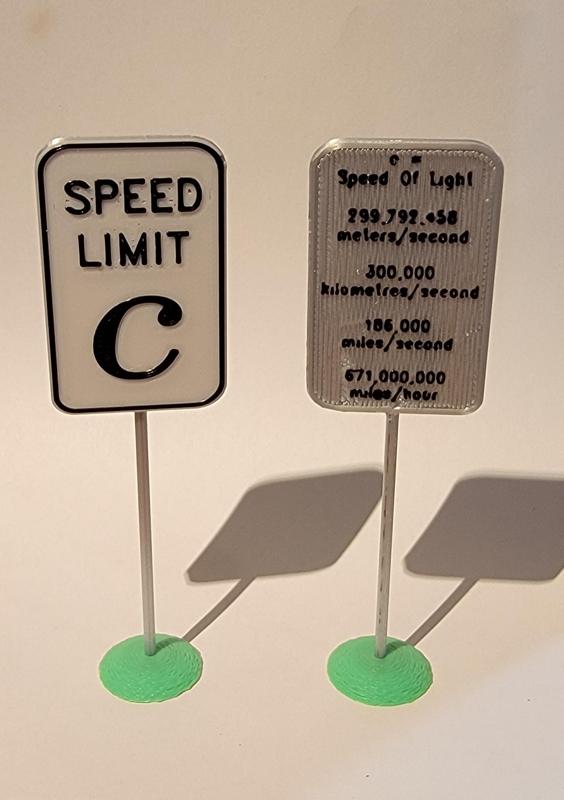 SPEED
LIMIT
C
c =
Speed Of Light
299,792,458
meters/second
300,000
kilometres/second
186,000
miles/second
671,000,000
miles/hour